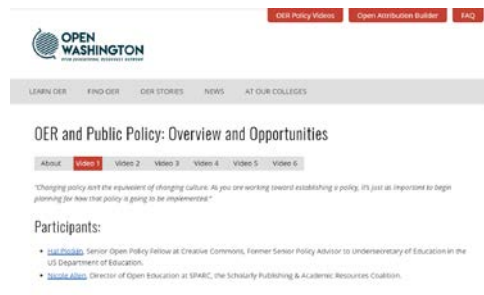 OER Policy Videos Open Attribution Builder FAQ
OPEN
WASHINGTON
OPEN EDUCATIONAL RESOURCES NETWORK
LEARN OER FIND OER OER STORIES NEWS AT OUR COLLEGES
OER and Public Policy: Overview and Opportunities
About Video 1 Video 2 Video 3 Video 4 Video 5 Video 6
"Changing policy isn't the equivalent of changing culture. As you are working toward establishing a policy, it's just as important to begin
planning for how that policy is going to be implemented."
Participants:
• Hal Plotkin, Senior Open Policy Fellow at Creative Commons, Former Senior Policy Advisor to Undersecretary of Education in the
US Department of Education.
• Nicole Allen, Director of Open Education at SPARC, the Scholarly Publishing & Academic Resources Coalition.